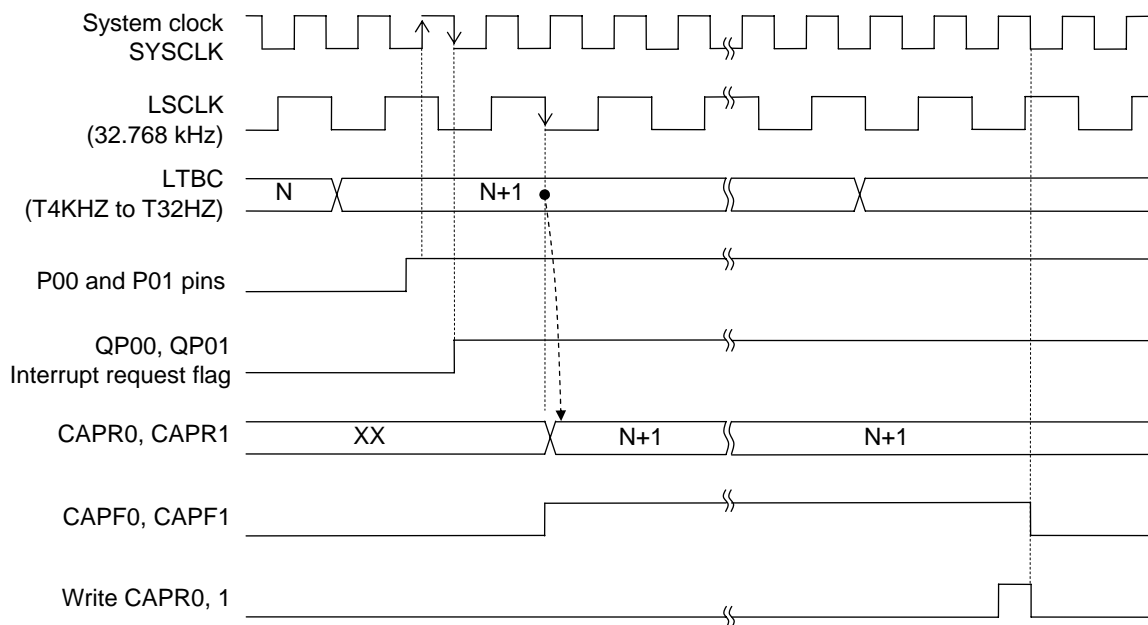 System clock
SYSCLK
LSCLK
(32.768 kHz)
LTBC
(T4KHZ to T32HZ)
N
N+1
P00 and P01 pins
QP00, QP01
Interrupt request flag
CAPR0, CAPR1
XX
N+1
N+1
CAPF0, CAPF1
Write CAPR0, 1